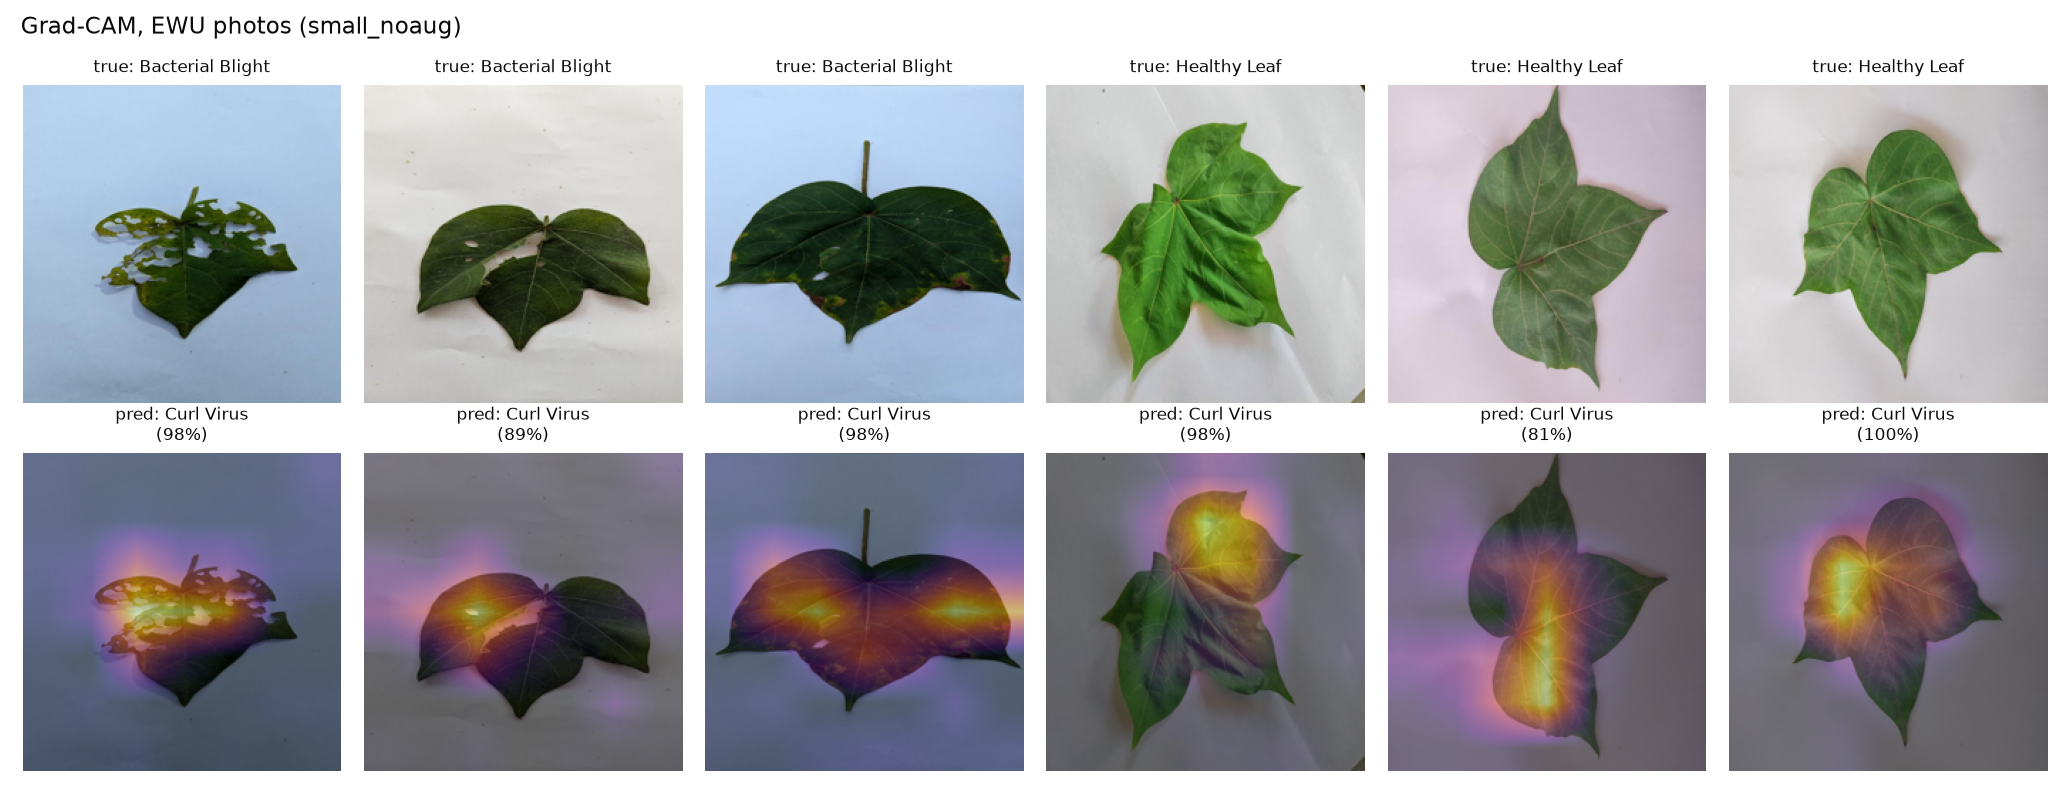 Grad-CAM, EWU photos (small_noaug)
true: Bacterial Blight
true: Bacterial Blight
true: Bacterial Blight
true: Healthy Leaf
true: Healthy Leaf
true: Healthy Leaf
pred: Curl Virus
(98%)
pred: Curl Virus
(89%)
pred: Curl Virus
(98%)
pred: Curl Virus
(98%)
pred: Curl Virus
(81%)
pred: Curl Virus
(100%)